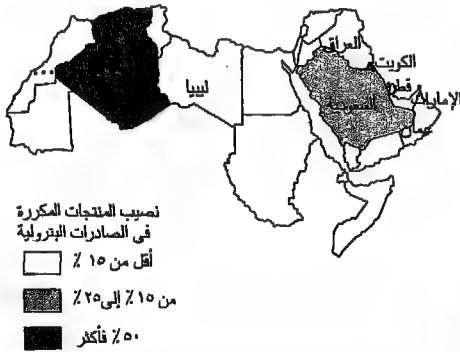 العراق
الكويت
قطر
الإمارات
السعودية
عمان
ليبيا
نصيب المنتجات المكررة
فى الصادرات البترولية
أقل من ١٥ ٪
من ١٥ ٪ إلى ٢٥ ٪
٥٠ ٪ فأكثر